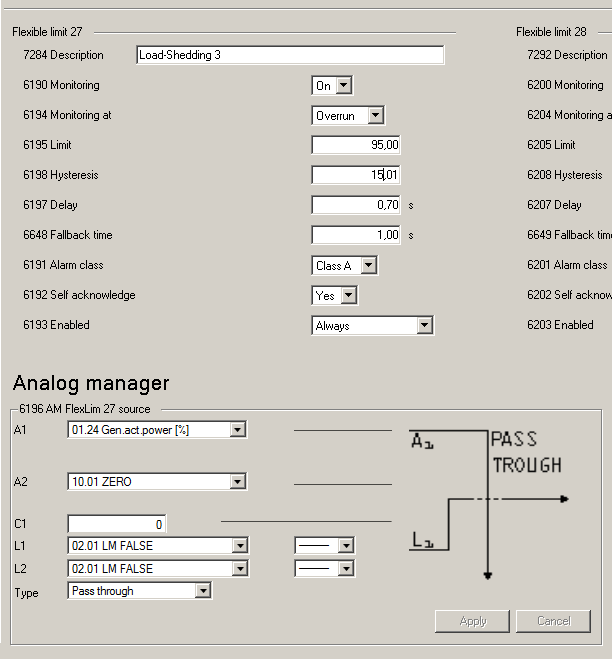 Flexible limit 27
7284 Description Load-Shedding 3
6190 Monitoring On
6194 Monitoring at Overrun
6195 Limit 95,00
6198 Hysteresis 15,01
6197 Delay 0,70 s
6648 Fallback time 1,00 s
6191 Alarm class Class A
6192 Self acknowledge Yes
6193 Enabled Always
Flexible limit 28
7292 Description
6200 Monitoring
6204 Monitoring a
6205 Limit
6208 Hysteresis
6207 Delay
6649 Fallback tim
6201 Alarm class
6202 Self acknow
6203 Enabled
Analog manager
6196 AM FlexLim 27 source
A1 01.24 Gen.act.power [%]
A2 10.01 ZERO
C1 0
L1 02.01 LM FALSE
L2 02.01 LM FALSE
Type Pass through
A1
PASS
TROUGH
L1
Apply Cancel